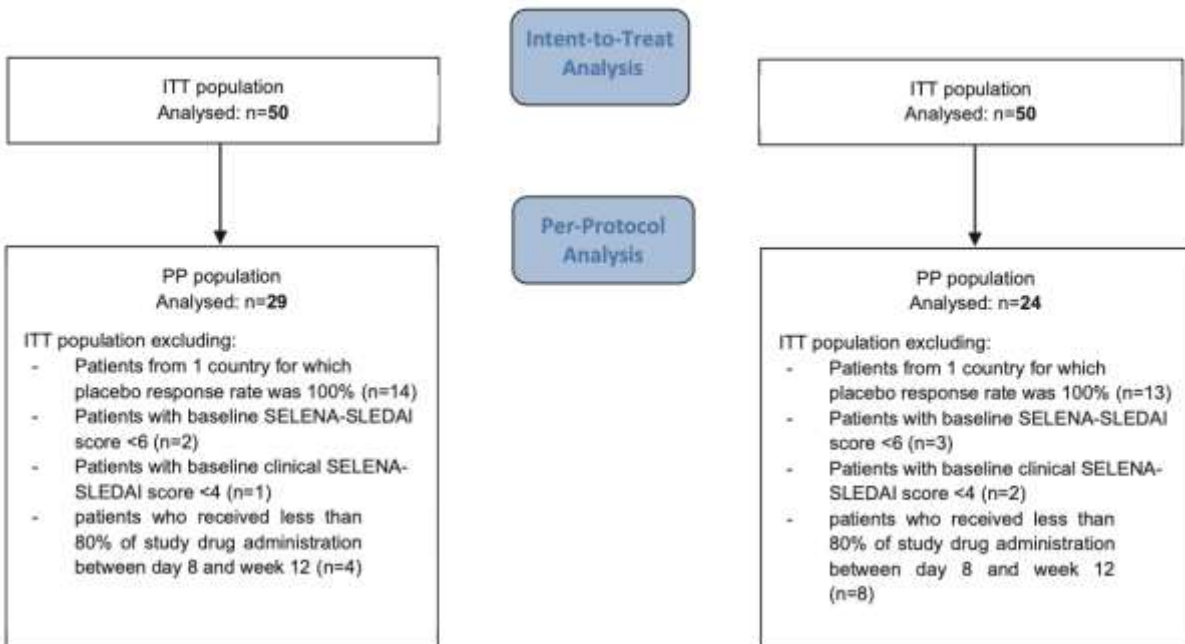 Intent-to-Treat
Analysis
ITT population
Analysed: n=50
ITT population
Analysed: n=50
Per-Protocol
Analysis
PP population
Analysed: n=29
ITT population excluding:
- Patients from 1 country for which
placebo response rate was 100% (n=14)
- Patients with baseline SELENA-SLEDAI
score <6 (n=2)
- Patients with baseline clinical SELENA-
SLEDAI score <4 (n=1)
- patients who received less than
80% of study drug administration
between day 8 and week 12 (n=4)
PP population
Analysed: n=24
ITT population excluding:
- Patients from 1 country for which
placebo response rate was 100% (n=13)
- Patients with baseline SELENA-SLEDAI
score <6 (n=3)
- Patients with baseline clinical SELENA-
SLEDAI score <4 (n=2)
- patients who received less than
80% of study drug administration
between day 8 and week 12
(n=8)